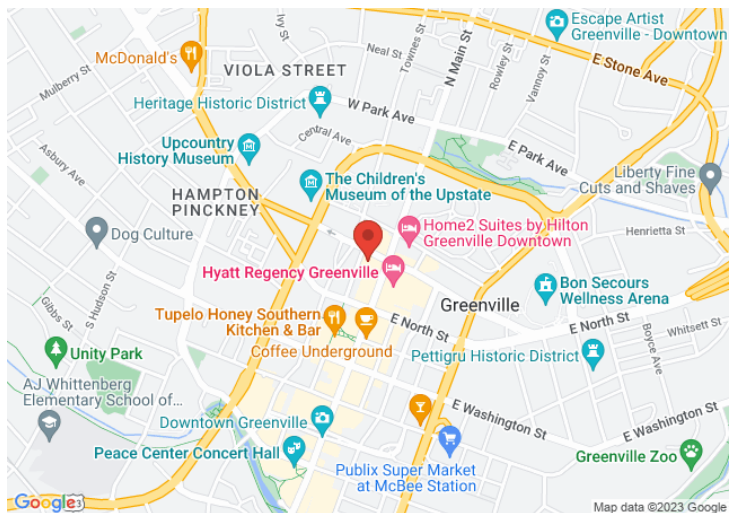 Escape Artist
Greenville - Downtown
McDonald's
Ivy St
Neal St
Townes St
N Main St
Rowley St
Vannoy St
E Stone Ave
VIOLA STREET
Mulberry St
Heritage Historic District
W Park Ave
Central Ave
E Park Ave
Upcountry
History Museum
Asbury Ave
The Children's
Museum of the Upstate
Liberty Fine
Cuts and Shaves
HAMPTON
PINCKNEY
Dog Culture
Home2 Suites by Hilton
Greenville Downtown
Henrietta St
Hyatt Regency Greenville
S Hudson St
Gibbs St
Greenville
Bon Secours
Wellness Arena
Tupelo Honey Southern
Kitchen & Bar
E North St
E North St
Boyce Ave
Whitsett St
Coffee Underground
Unity Park
Pettigru Historic District
AJ Whittenberg
Elementary School of...
E Washington St
E Washington St
Downtown Greenville
Peace Center Concert Hall
Publix Super Market
at McBee Station
Greenville Zoo
Google
Map data ©2023 Google